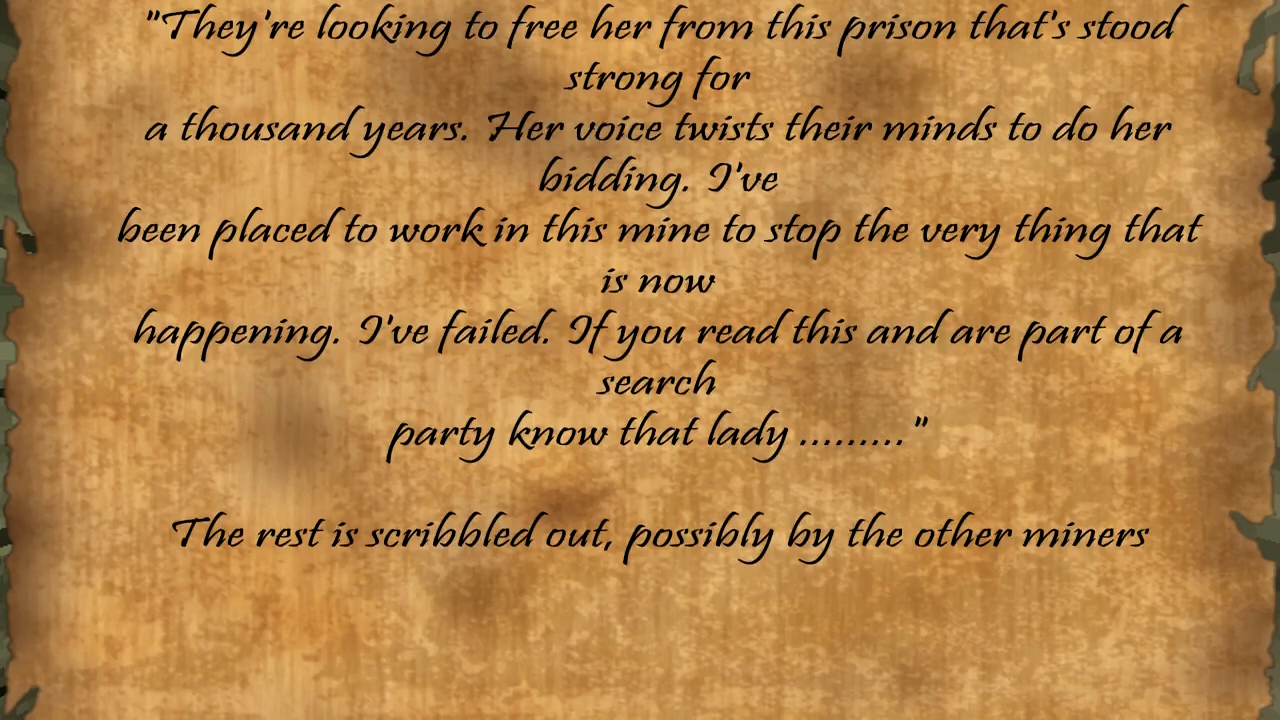 "They're looking to free her from this prison that's stood
strong for
a thousand years. Her voice twists their minds to do her
bidding. I've
been placed to work in this mine to stop the very thing that
is now
happening. I've failed. If you read this and are part of a
search
party know that lady ........."
The rest is scribbled out, possibly by the other miners